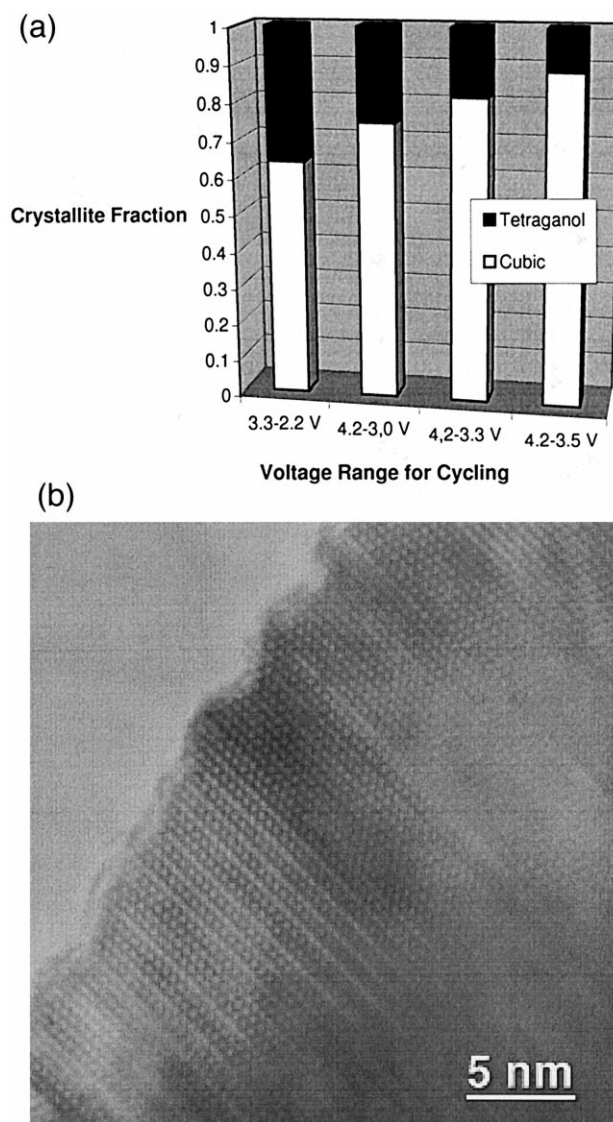 (a)
1
0.9
0.8
0.7
0.6
0.5
0.4
0.3
0.2
0.1
0
Crystallite Fraction
Tetraganol
Cubic
3.3-2.2 V 4.2-3,0 V 4,2-3.3 V 4.2-3.5 V
Voltage Range for Cycling
(b)
5 nm